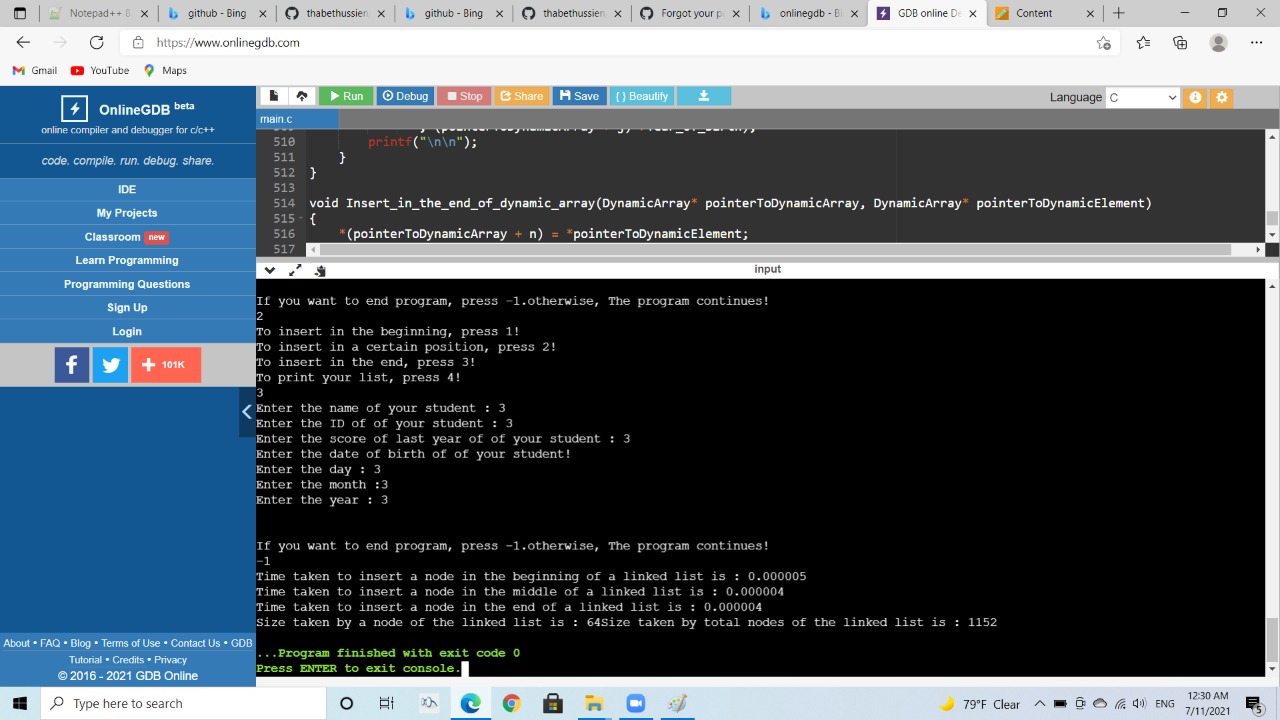 onlinegdb - Bi
github - Bing
Programming++
github - Bing
GitHub
Fork your pr
onlinegdb - Bi
GDB online De
Content
https://www.onlinegdb.com
Gmail YouTube Maps
OnlineGDB beta
online compiler and debugger for c/c++
code. compile. run. debug. share.
IDE
My Projects
Classroom new
Learn Programming
Programming Questions
Sign Up
Login
101K
About • FAQ • Blog • Terms of Use • Contact Us • GDB
Tutorial • Credits • Privacy
© 2016 - 2021 GDB Online
Run Debug Stop Share Save { } Beautify
Language C
main.c
510 printf("\n\n");
511 }
512 }
513
514 void Insert_in_the_end_of_dynamic_array(DynamicArray* pointerToDynamicArray, DynamicArray* pointerToDynamicElement)
515 {
516 *(pointerToDynamicArray + n) = *pointerToDynamicElement;
517
input
If you want to end program, press -1.otherwise, The program continues!
2
To insert in the beginning, press 1!
To insert in a certain position, press 2!
To insert in the end, press 3!
To print your list, press 4!
3
Enter the name of your student : 3
Enter the ID of of your student : 3
Enter the score of last year of of your student : 3
Enter the date of birth of of your student!
Enter the day : 3
Enter the month :3
Enter the year : 3
If you want to end program, press -1.otherwise, The program continues!
-1
Time taken to insert a node in the beginning of a linked list is : 0.000005
Time taken to insert a node in the middle of a linked list is : 0.000004
Time taken to insert a node in the end of a linked list is : 0.000004
Size taken by a node of the linked list is : 64Size taken by total nodes of the linked list is : 1152
...Program finished with exit code 0
Press ENTER to exit console.
Type here to search
79°F Clear
12:30 AM
7/11/2021
5